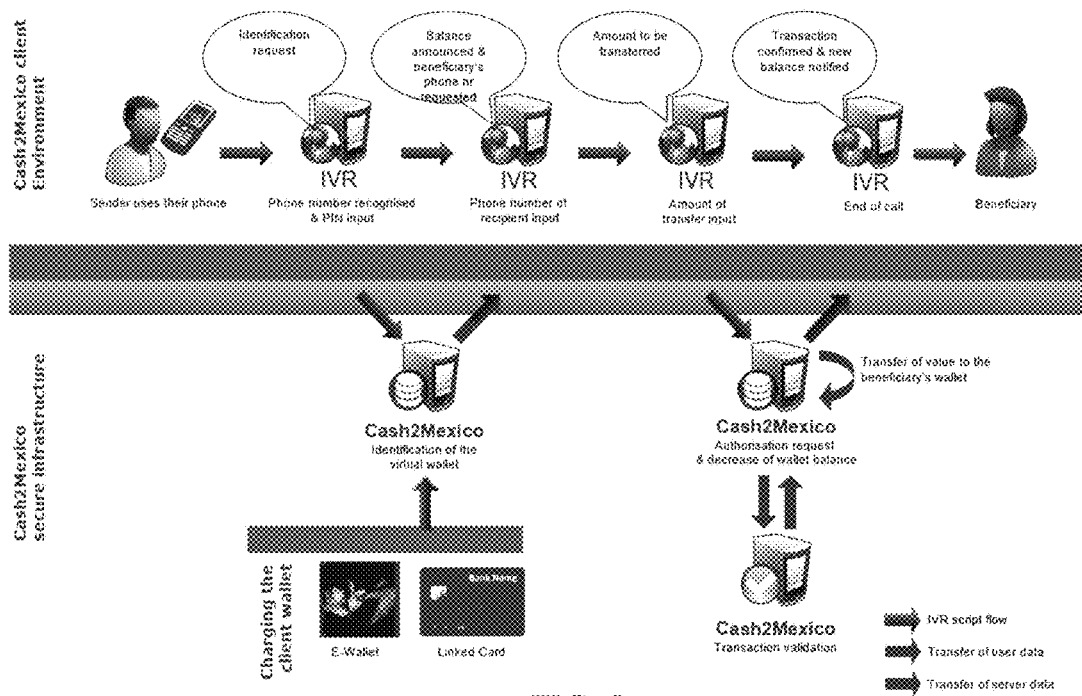 Cash2Mexico client
Environment
Identification
request
Balance
announced &
beneficiary's
phone nr
requested
Amount to be
transferred
Transaction
confirmed & new
balance notified
IVR
IVR
IVR
IVR
Sender uses their phone
Phone number recognised
& PIN input
Phone number of
recipient input
Amount of
transfer input
End of call
Beneficiary
Cash2Mexico
secure infrastructure
Cash2Mexico
Identification of the
virtual wallet
Transfer of value to the
beneficiary's wallet
Cash2Mexico
Authorisation request
& decrease of wallet balance
Charging the
client wallet
Bank Name
E-Wallet
Linked Card
Cash2Mexico
Transaction validation
IVR script flow
Transfer of user data
Transfer of server data